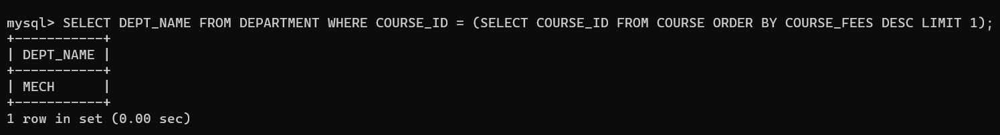 mysql> SELECT DEPT_NAME FROM DEPARTMENT WHERE COURSE_ID = (SELECT COURSE_ID FROM COURSE ORDER BY COURSE_FEES DESC LIMIT 1);
+-----------+
| DEPT_NAME |
+-----------+
| MECH      |
+-----------+
1 row in set (0.00 sec)